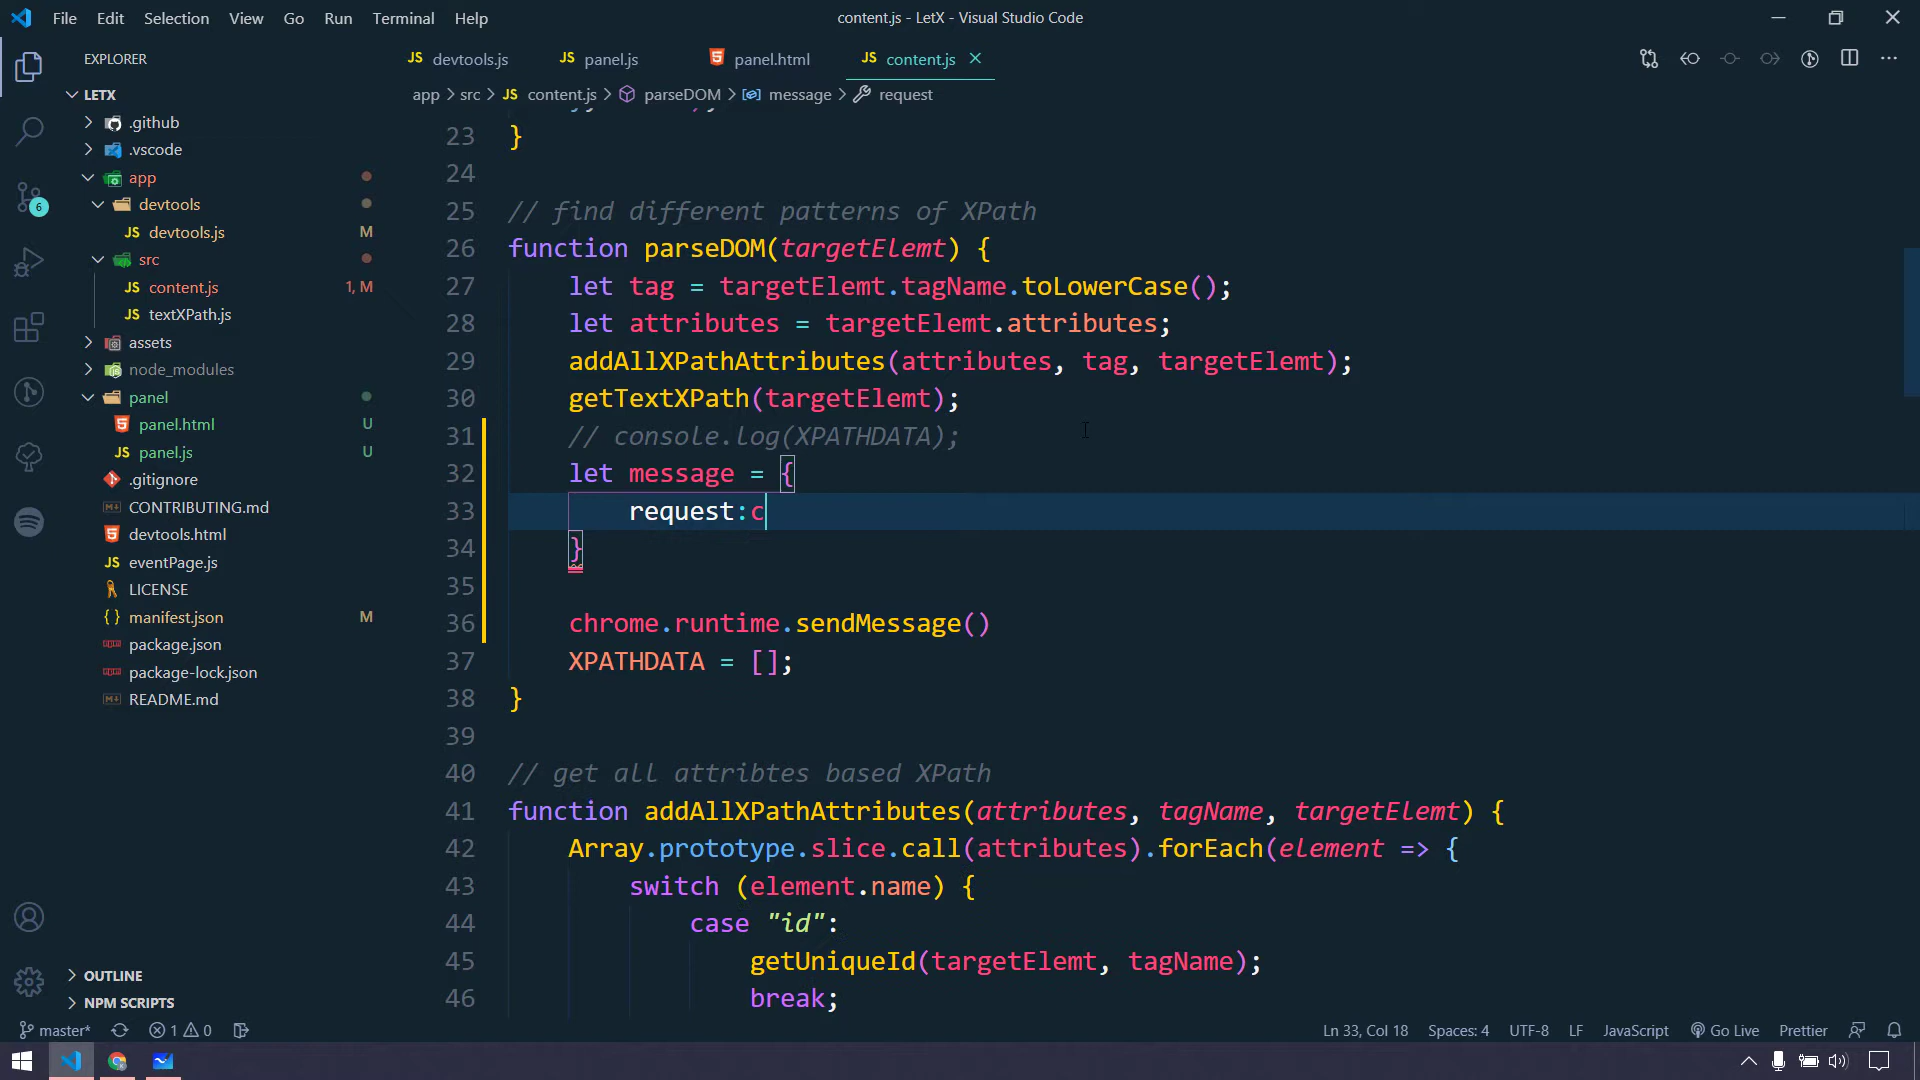 File Edit Selection View Go Run Terminal Help
content.js - LetX - Visual Studio Code
EXPLORER
JS devtools.js
JS panel.js
panel.html
JS content.js
LETX
app > src > JS content.js > parseDOM > message > request
.github
.vscode
app
devtools
JS devtools.js M
src
JS content.js 1, M
JS textXPath.js
assets
node_modules
panel
panel.html U
JS panel.js U
.gitignore
CONTRIBUTING.md
devtools.html
JS eventPage.js
LICENSE
{} manifest.json M
package.json
package-lock.json
README.md
6
OUTLINE
NPM SCRIPTS
23 }
24
25 // find different patterns of XPath
26 function parseDOM(targetElemt) {
27 let tag = targetElemt.tagName.toLowerCase();
28 let attributes = targetElemt.attributes;
29 addAllXPathAttributes(attributes, tag, targetElemt);
30 getTextXPath(targetElemt);
31 // console.log(XPATHDATA);
32 let message = {
33 request:c
34 }
35
36 chrome.runtime.sendMessage()
37 XPATHDATA = [];
38 }
39
40 // get all attribtes based XPath
41 function addAllXPathAttributes(attributes, tagName, targetElemt) {
42 Array.prototype.slice.call(attributes).forEach(element => {
43 switch (element.name) {
44 case "id":
45 getUniqueId(targetElemt, tagName);
46 break;
master* 1 0
Ln 33, Col 18 Spaces: 4 UTF-8 LF JavaScript Go Live Prettier